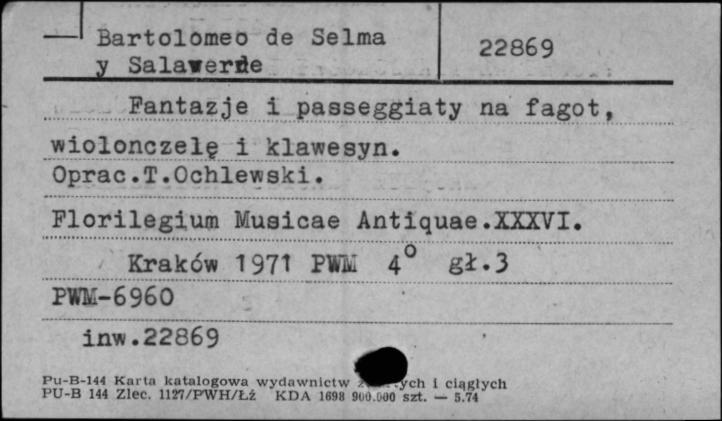 Bartolomeo de Selma
y Salawerde
22869
Fantazje i passeggiaty na fagot,
wiolonczelę i klawesyn.
Oprac.T.Ochlewski.
Florilegium Musicae Antiquae.XXXVI.
Kraków 1971 PWM 4° gł.3
PWM-6960
inw.22869
Pu-B-144 Karta katalogowa wydawnictw i ciągłych
PU-B 144 Zlec. 1127/PWH/Łż KDA 1698 900.000 szt. — 5.74